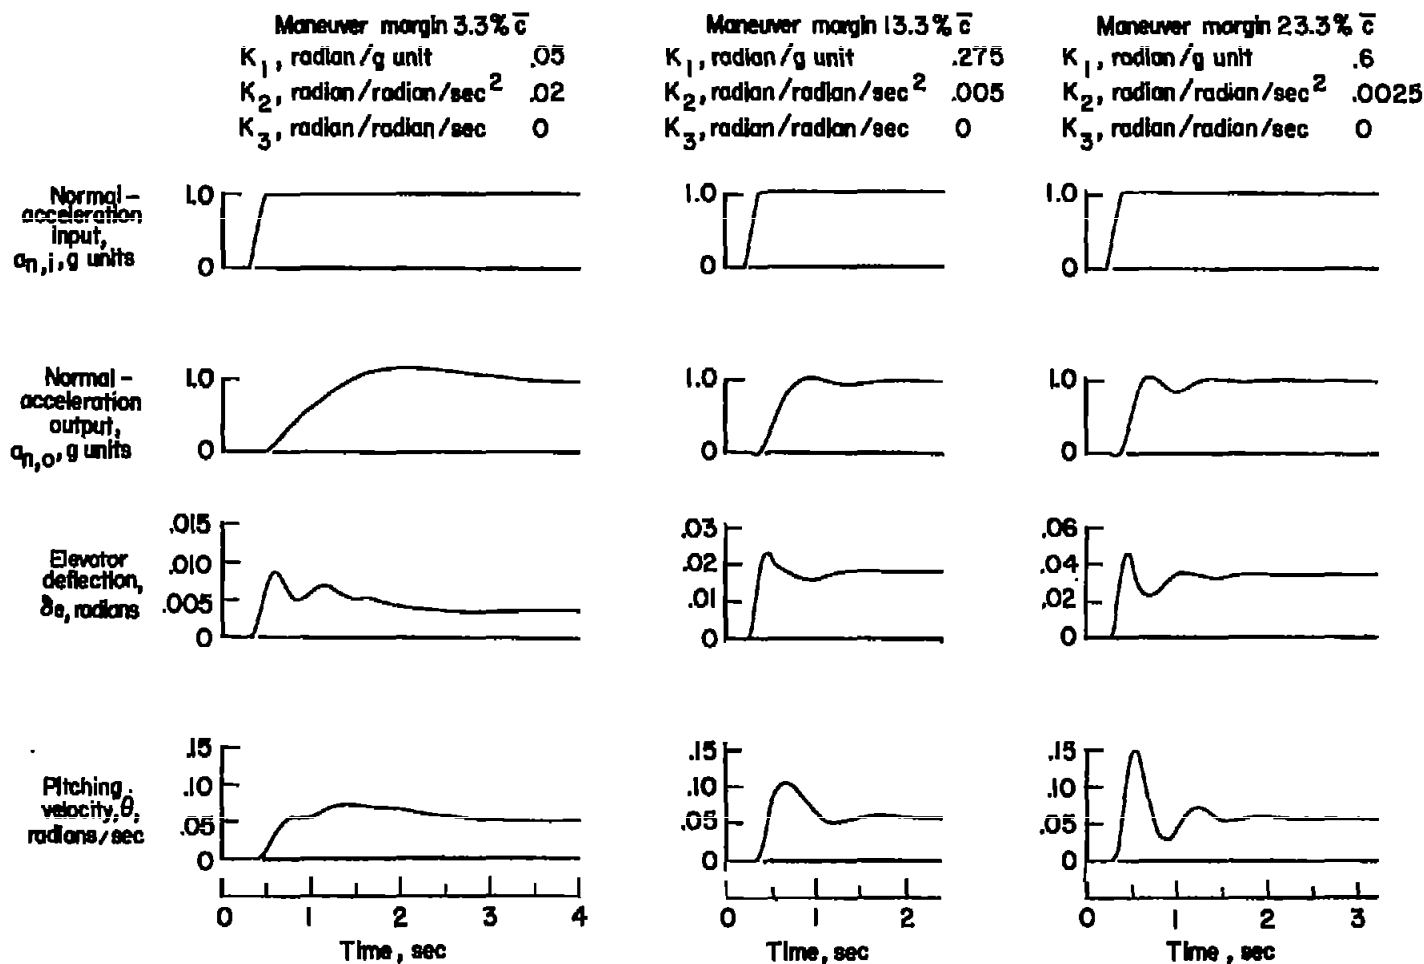 Maneuver margin 3.3% c̄
K₁, radian/g unit .05
K₂, radian/radian/sec² .02
K₃, radian/radian/sec 0
Maneuver margin 13.3% c̄
K₁, radian/g unit .275
K₂, radian/radian/sec² .005
K₃, radian/radian/sec 0
Maneuver margin 23.3% c̄
K₁, radian/g unit .6
K₂, radian/radian/sec² .0025
K₃, radian/radian/sec 0
Normal-
acceleration
input,
aₙ,ᵢ, g units
1.0
0
1.0
0
1.0
0
Normal-
acceleration
output,
aₙ,ₒ, g units
1.0
0
1.0
0
1.0
0
Elevator
deflection,
δe, radians
.015
.010
.005
0
.03
.02
.01
0
.06
.04
.02
0
Pitching
velocity, θ̇,
radians/sec
.15
.10
.05
0
.15
.10
.05
0
.15
.10
.05
0
0 1 2 3 4
Time, sec
0 1 2
Time, sec
0 1 2 3
Time, sec